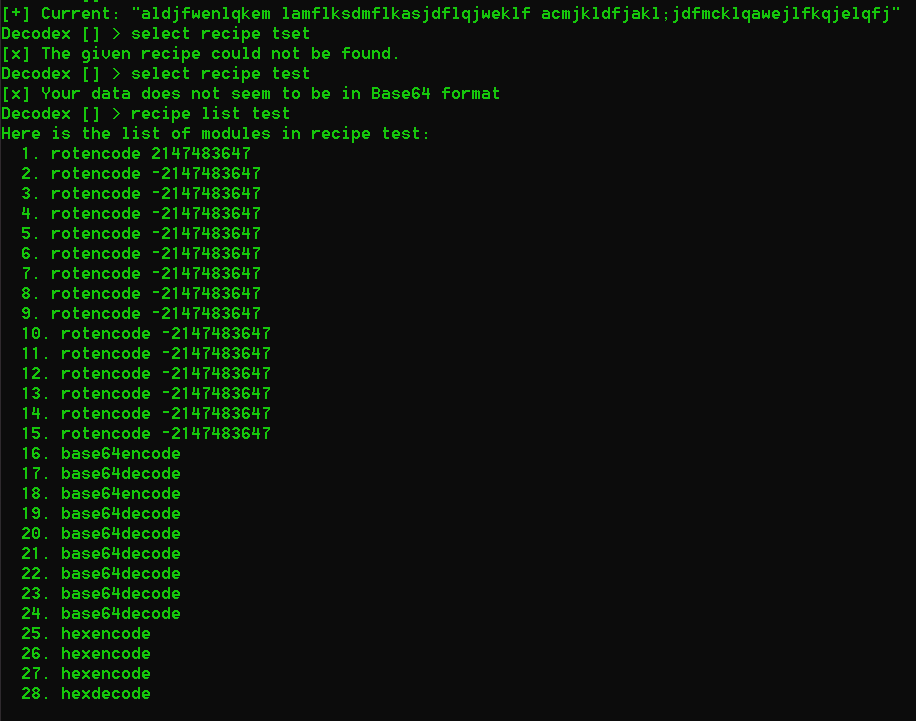 [+] Current: "aldjfwenlqkem lamflksdmflkasjdflqjweklf acmjkldfjakl;jdfmcklqawejlfkqjelqfj"
Decodex [] > select recipe tset
[x] The given recipe could not be found.
Decodex [] > select recipe test
[x] Your data does not seem to be in Base64 format
Decodex [] > recipe list test
Here is the list of modules in recipe test:
1. rotencode 2147483647
2. rotencode -2147483647
3. rotencode -2147483647
4. rotencode -2147483647
5. rotencode -2147483647
6. rotencode -2147483647
7. rotencode -2147483647
8. rotencode -2147483647
9. rotencode -2147483647
10. rotencode -2147483647
11. rotencode -2147483647
12. rotencode -2147483647
13. rotencode -2147483647
14. rotencode -2147483647
15. rotencode -2147483647
16. base64encode
17. base64decode
18. base64encode
19. base64decode
20. base64decode
21. base64decode
22. base64decode
23. base64decode
24. base64decode
25. hexencode
26. hexencode
27. hexencode
28. hexdecode